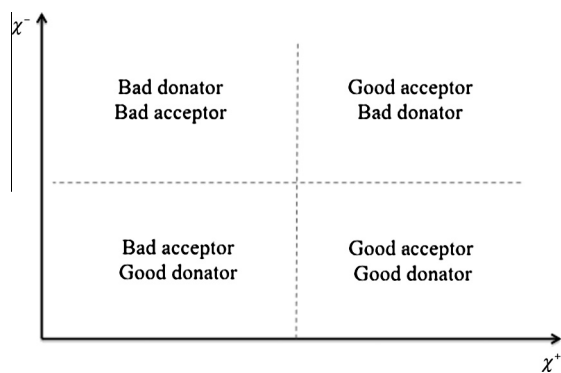 χ⁻
Bad donator
Bad acceptor
Good acceptor
Bad donator
Bad acceptor
Good donator
Good acceptor
Good donator
χ⁺